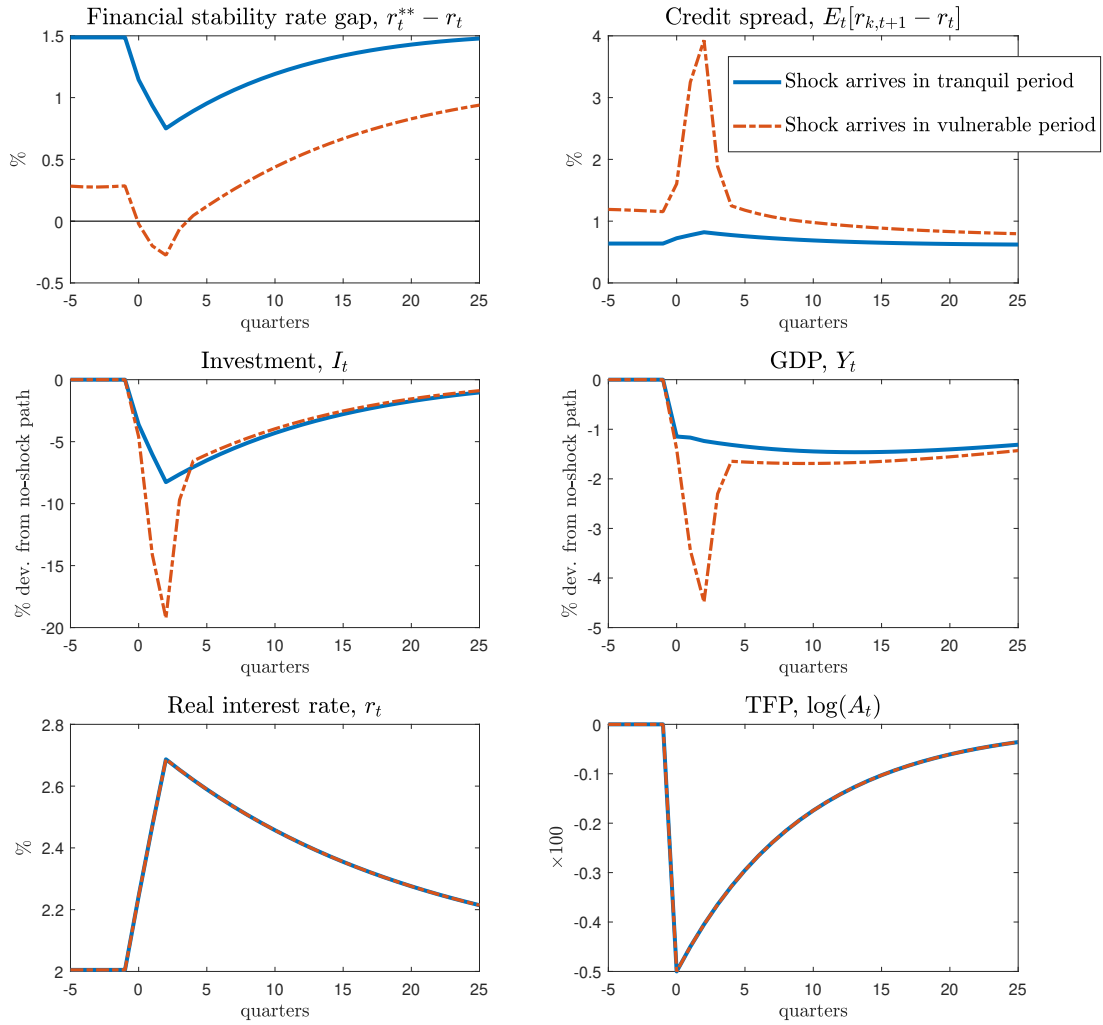 Financial stability rate gap, $r_t^{**} - r_t$
1.5
1
0.5
0
-0.5
%
-5 0 5 10 15 20 25
quarters
Credit spread, $E_t[r_{k,t+1} - r_t]$
4
3
2
1
0
%
-5 0 5 10 15 20 25
quarters
Shock arrives in tranquil period
Shock arrives in vulnerable period
Investment, $I_t$
0
-5
-10
-15
-20
% dev. from no-shock path
-5 0 5 10 15 20 25
quarters
GDP, $Y_t$
0
-1
-2
-3
-4
-5
% dev. from no-shock path
-5 0 5 10 15 20 25
quarters
Real interest rate, $r_t$
2.8
2.6
2.4
2.2
2
%
-5 0 5 10 15 20 25
quarters
TFP, $\log(A_t)$
0
-0.1
-0.2
-0.3
-0.4
-0.5
×100
-5 0 5 10 15 20 25
quarters